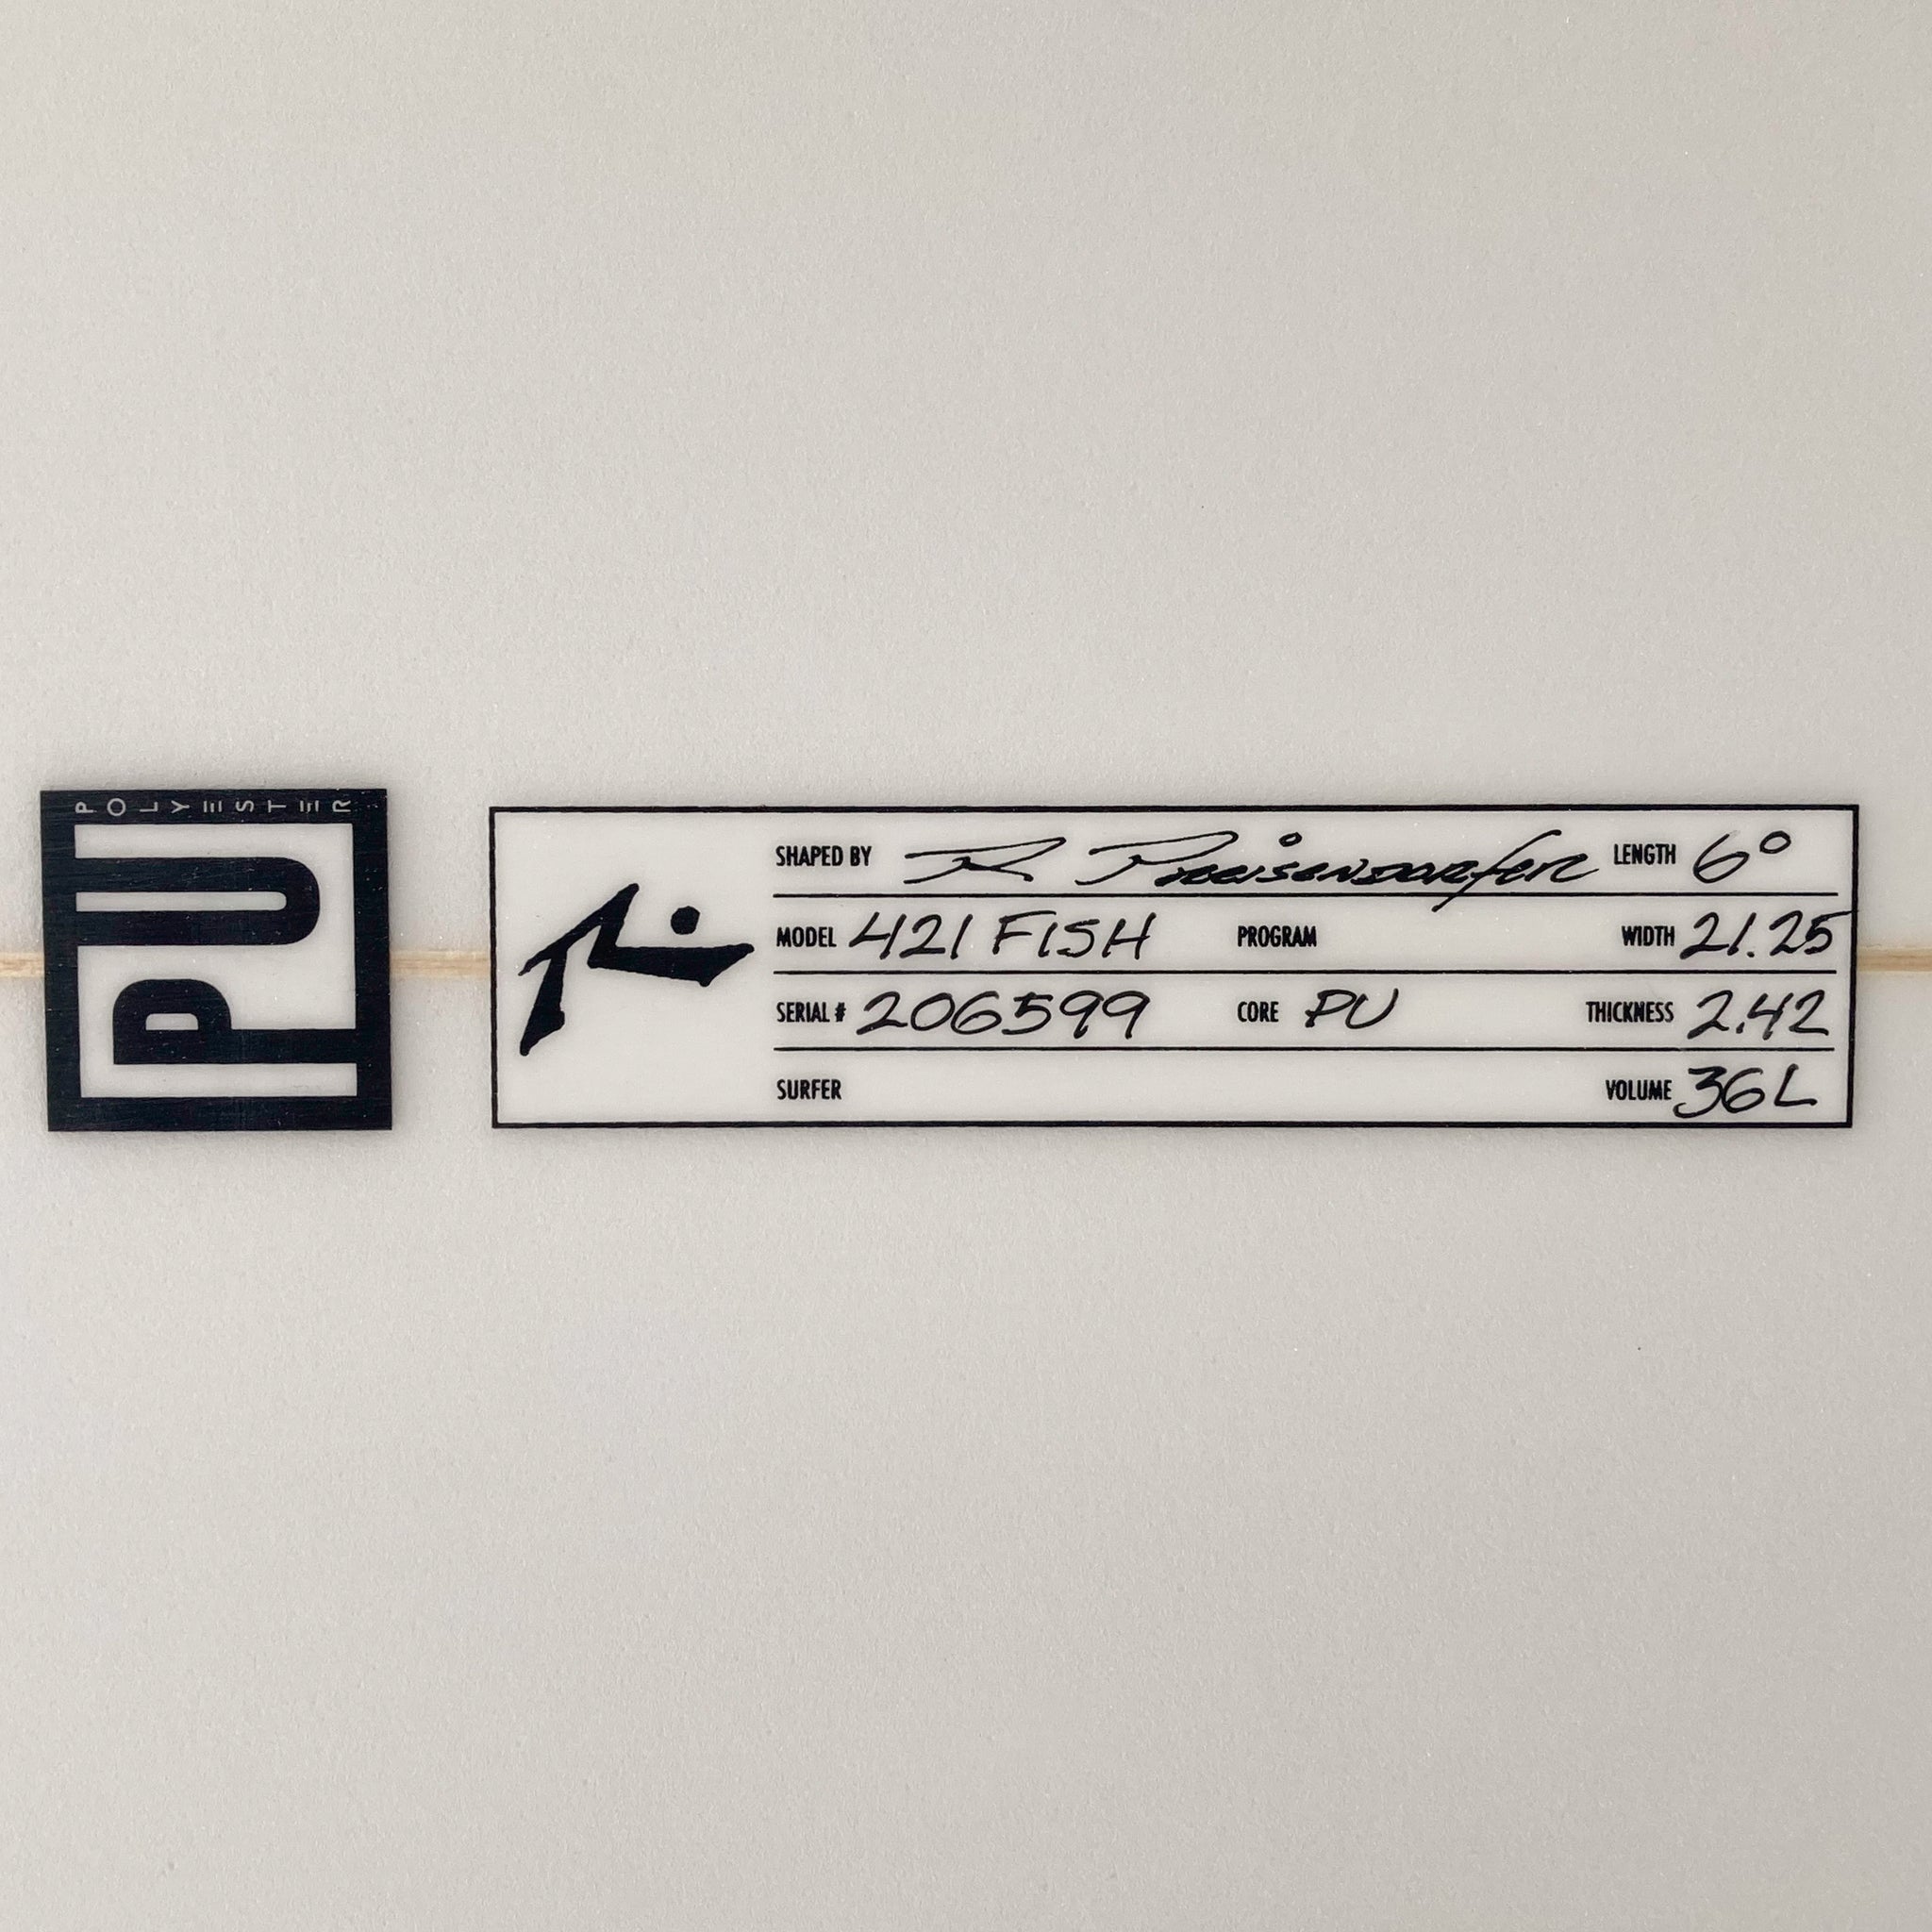 POLYESTER
PU
SHAPED BY R Preisendorfer LENGTH 6°
MODEL 421 FISH PROGRAM WIDTH 21.25
SERIAL # 206599 CORE PU THICKNESS 2.42
SURFER VOLUME 36L